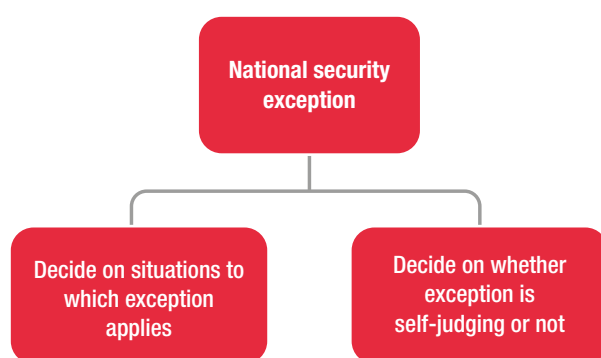 National security
exception
Decide on situations to
which exception
applies
Decide on whether
exception is
self-judging or not